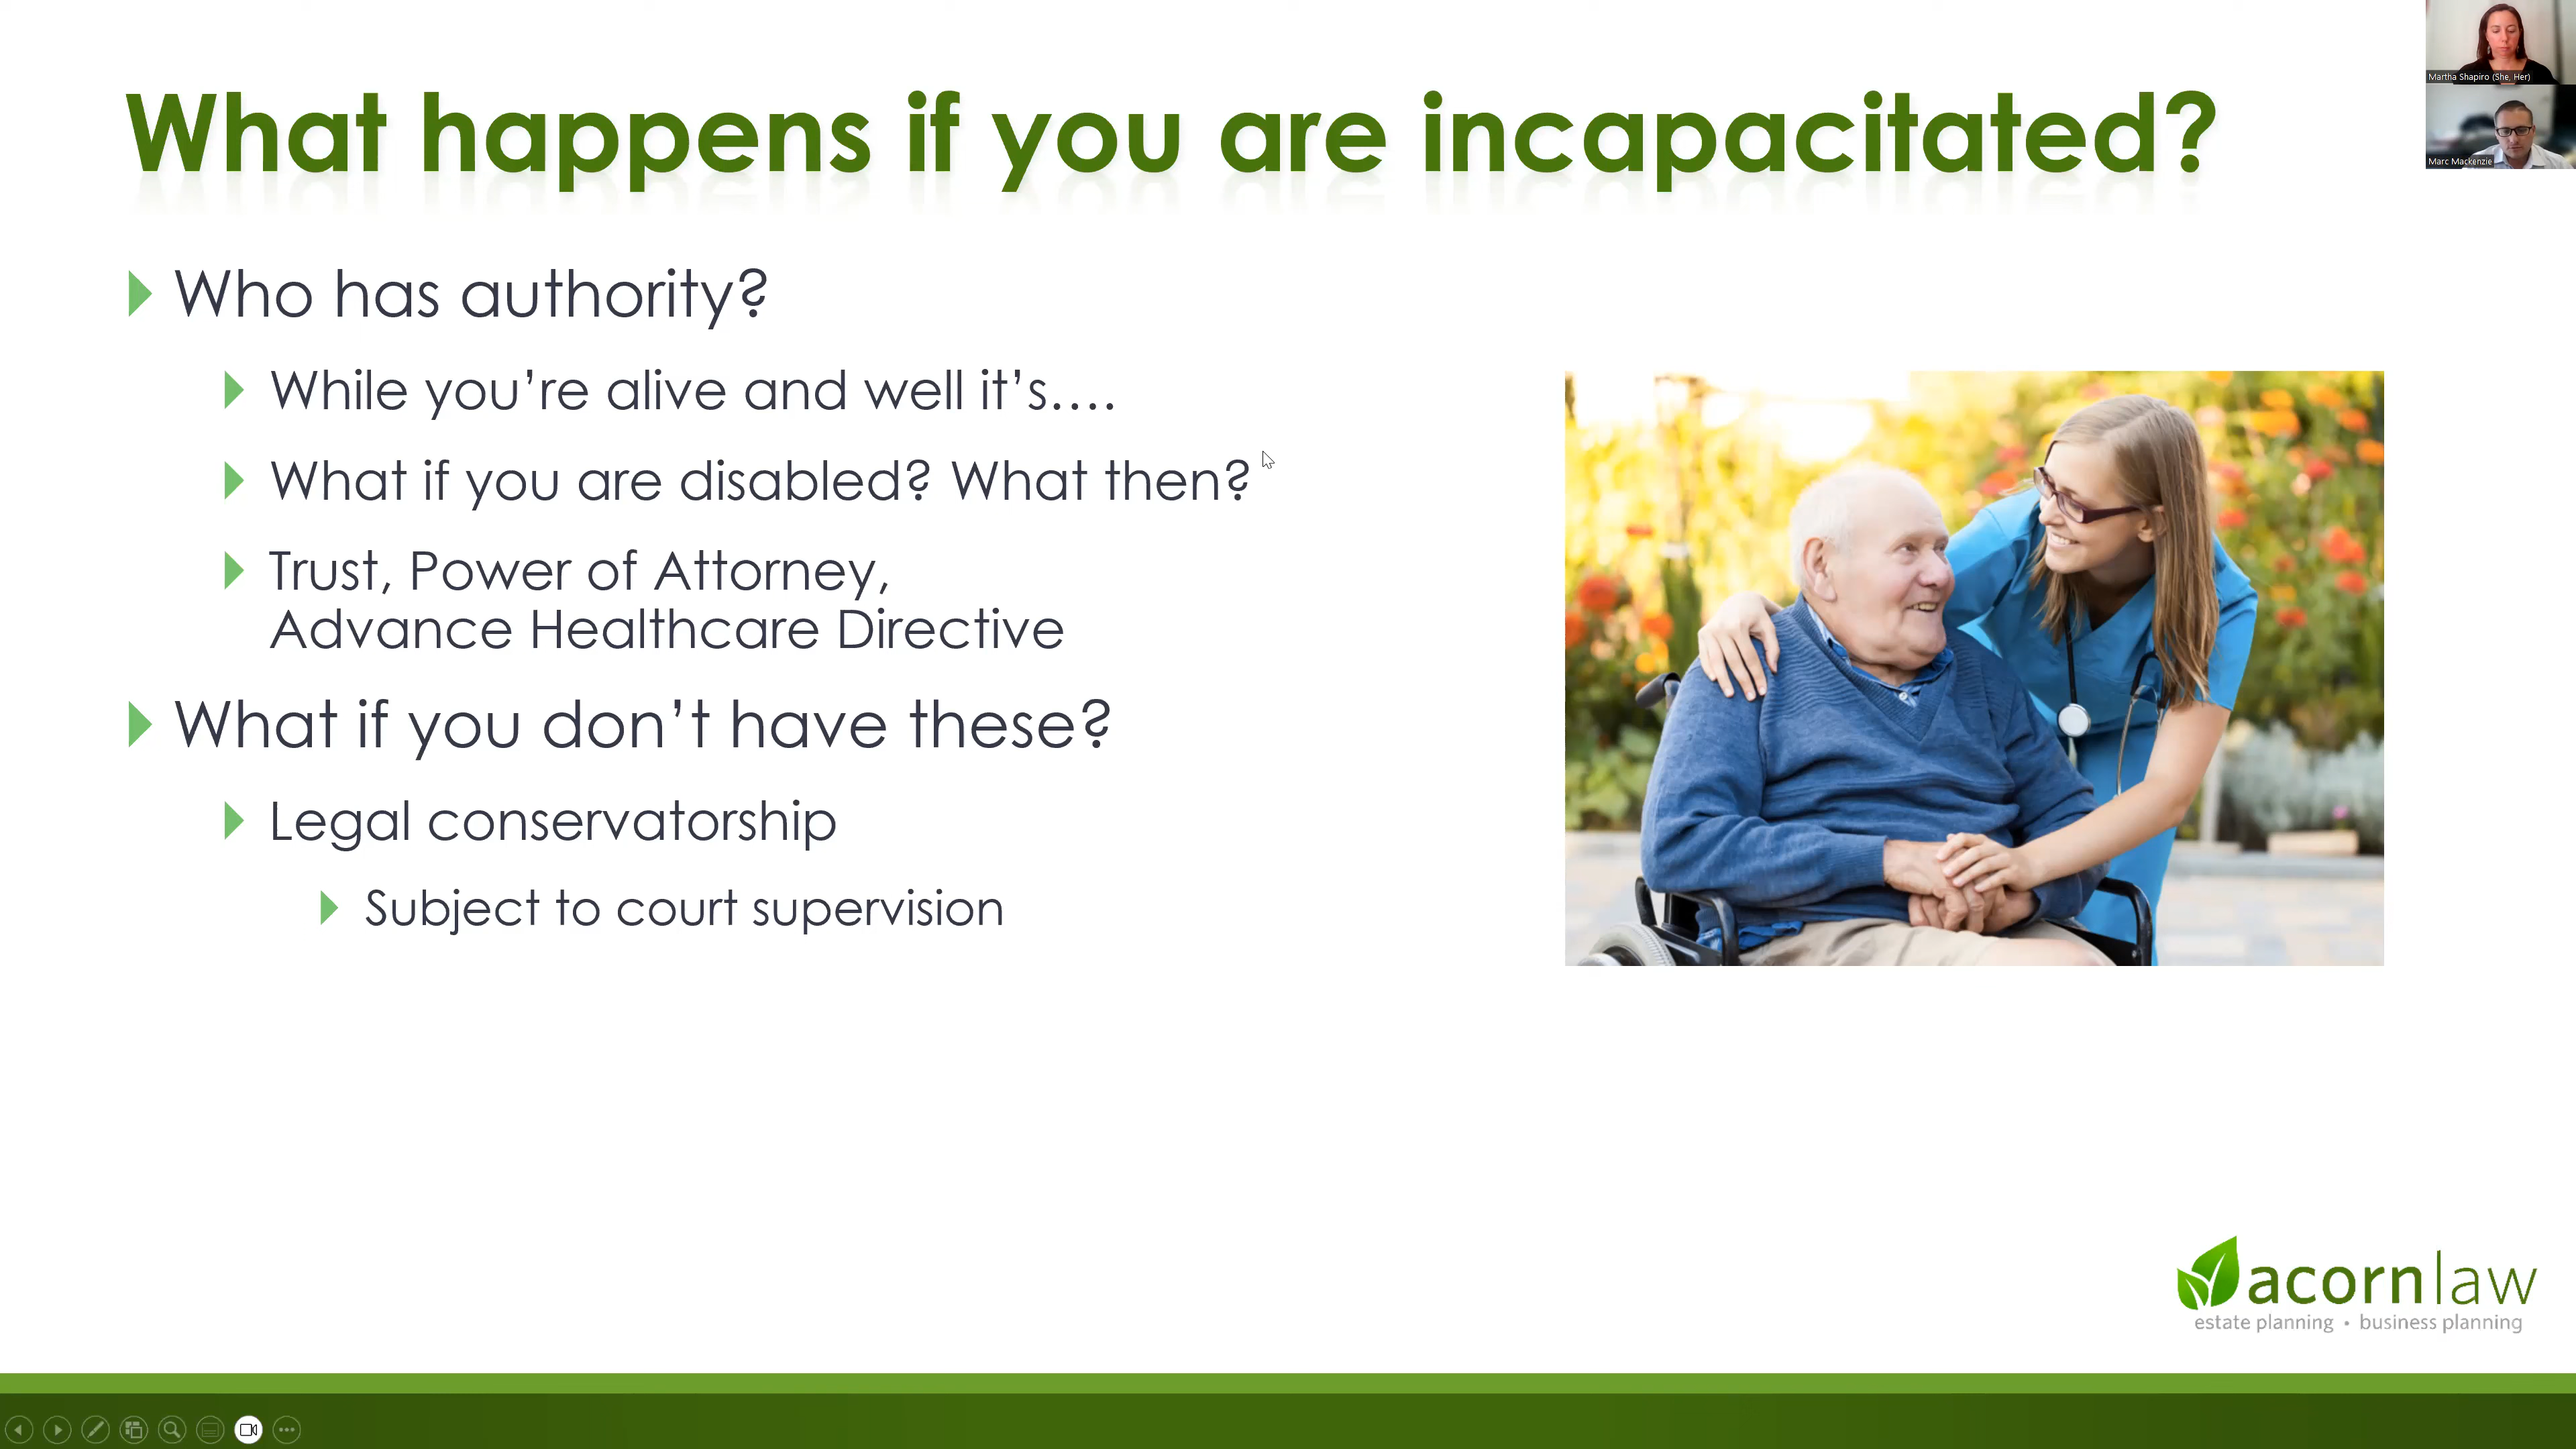 What happens if you are incapacitated?
Martha Shapiro (She, Her)
Marc Mackenzie
Who has authority?
While you’re alive and well it’s....
What if you are disabled? What then?
Trust, Power of Attorney,
Advance Healthcare Directive
What if you don’t have these?
Legal conservatorship
Subject to court supervision
acornlaw
estate planning • business planning